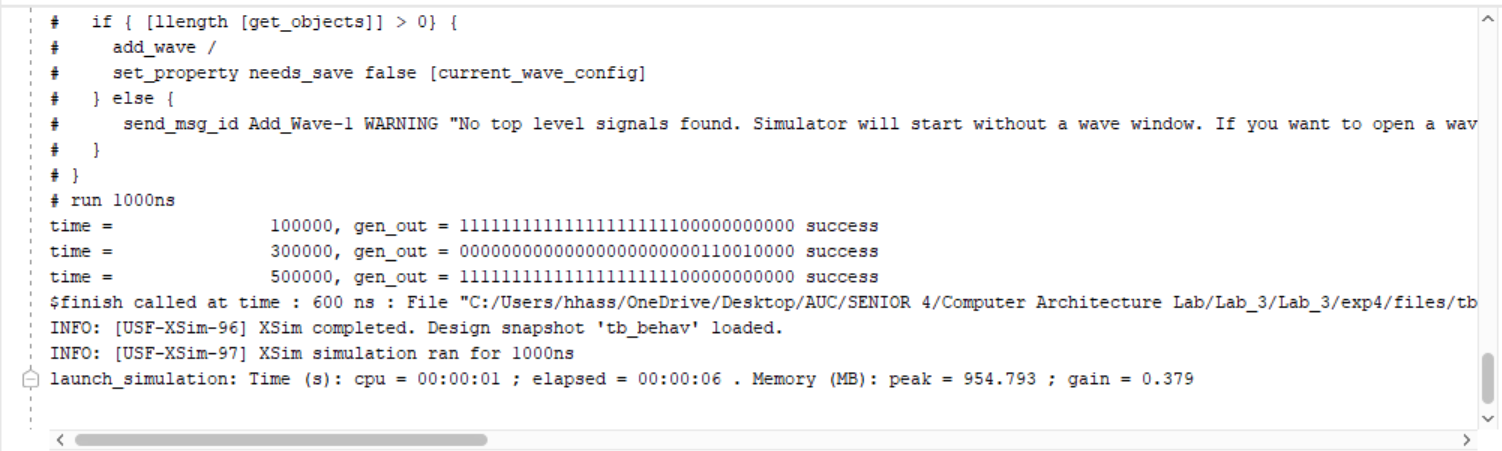 #   if { [llength [get_objects]] > 0} {
#     add_wave /
#     set_property needs_save false [current_wave_config]
#   } else {
#      send_msg_id Add_Wave-1 WARNING "No top level signals found. Simulator will start without a wave window. If you want to open a wav
#   }
# }
# run 1000ns
time =               100000, gen_out = 11111111111111111111100000000000 success
time =               300000, gen_out = 00000000000000000000000110010000 success
time =               500000, gen_out = 11111111111111111111100000000000 success
$finish called at time : 600 ns : File "C:/Users/hhass/OneDrive/Desktop/AUC/SENIOR 4/Computer Architecture Lab/Lab_3/Lab_3/exp4/files/tb
INFO: [USF-XSim-96] XSim completed. Design snapshot 'tb_behav' loaded.
INFO: [USF-XSim-97] XSim simulation ran for 1000ns
launch_simulation: Time (s): cpu = 00:00:01 ; elapsed = 00:00:06 . Memory (MB): peak = 954.793 ; gain = 0.379